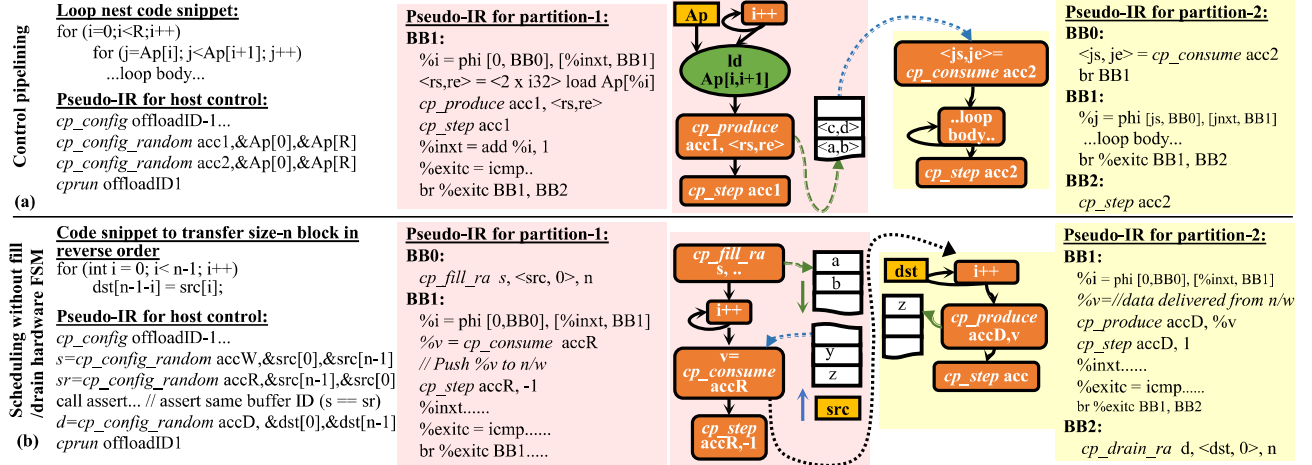 Control pipelining
(a)
Loop nest code snippet:
for (i=0;i<R;i++)
for (j=Ap[i]; j<Ap[i+1]; j++)
...loop body...
Pseudo-IR for host control:
cp_config offloadID-1...
cp_config_random acc1,&Ap[0],&Ap[R]
cp_config_random acc2,&Ap[0],&Ap[R]
cprun offloadID1
Pseudo-IR for partition-1:
BB1:
%i = phi [0, BB0], [%inxt, BB1]
<rs,re> = <2 x i32> load Ap[%i]
cp_produce acc1, <rs,re>
cp_step acc1
%inxt = add %i, 1
%exitc = icmp..
br %exitc BB1, BB2
Ap
i++
ld
Ap[i,i+1]
cp_produce
acc1, <rs,re>
cp_step acc1
<c,d>
<a,b>
<js,je>=
cp_consume acc2
..loop
body..
cp_step acc2
Pseudo-IR for partition-2:
BB0:
<js, je> = cp_consume acc2
br BB1
BB1:
%j = phi [js, BB0], [jnxt, BB1]
...loop body...
br %exitc BB1, BB2
BB2:
cp_step acc2
Scheduling without fill
/drain hardware FSM
(b)
Code snippet to transfer size-n block in
reverse order
for (int i = 0; i< n-1; i++)
dst[n-1-i] = src[i];
Pseudo-IR for host control:
cp_config offloadID-1...
s=cp_config_random accW,&src[0],&src[n-1]
sr=cp_config_random accR,&src[n-1],&src[0]
call assert... // assert same buffer ID (s == sr)
d=cp_config_random accD, &dst[0],&dst[n-1]
cprun offloadID1
Pseudo-IR for partition-1:
BB0:
cp_fill_ra s, <src, 0>, n
BB1:
%i = phi [0,BB0], [%inxt, BB1]
%v = cp_consume accR
// Push %v to n/w
cp_step accR, -1
%inxt......
%exitc = icmp......
br %exitc BB1.....
cp_fill_ra
s, ..
i++
v=
cp_consume
accR
cp_step
accR,-1
a
b
y
z
src
dst
i++
z
cp_produce
accD,v
cp_step acc
Pseudo-IR for partition-2:
BB1:
%i = phi [0,BB0], [%inxt, BB1]
%v=//data delivered from n/w
cp_produce accD, %v
cp_step accD, 1
%inxt......
%exitc = icmp......
br %exitc BB1, BB2
BB2:
cp_drain_ra d, <dst, 0>, n